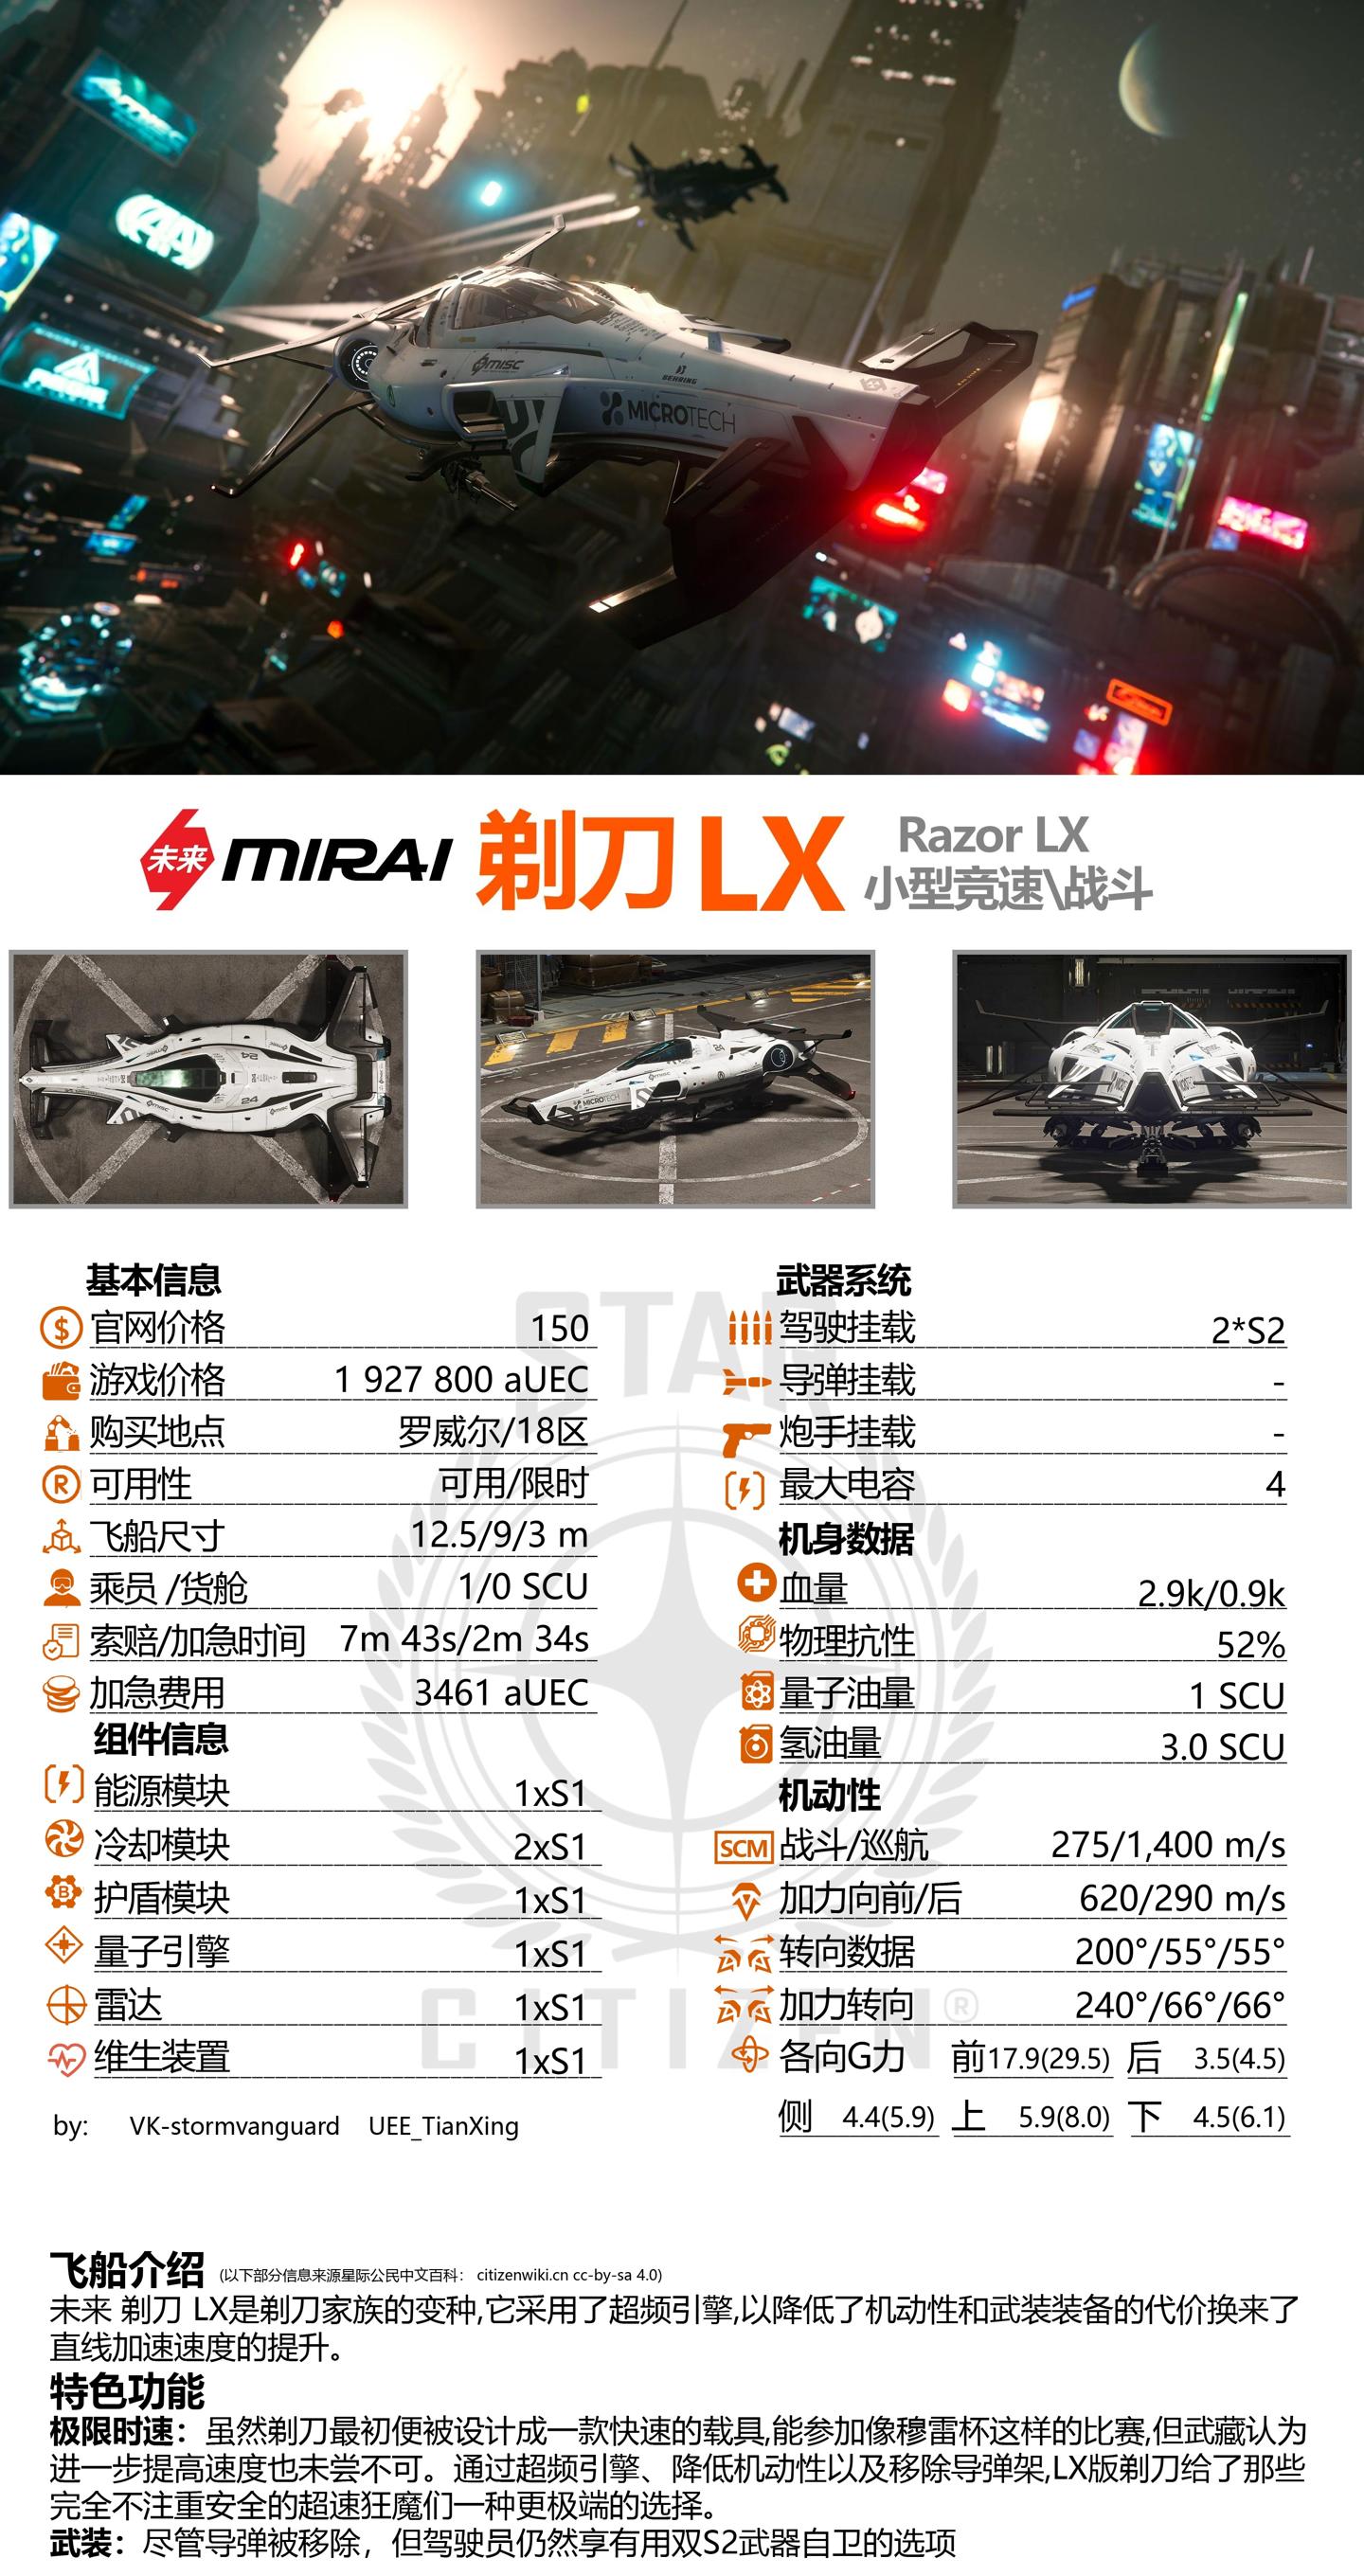 MISC
BEHRING
MICROTECH
未来 MIRAI 剃刀 LX
Razor LX
小型竞速\战斗
基本信息
官网价格 150
游戏价格 1 927 800 aUEC
购买地点 罗威尔/18区
可用性 可用/限时
飞船尺寸 12.5/9/3 m
乘员 /货舱 1/0 SCU
索赔/加急时间 7m 43s/2m 34s
加急费用 3461 aUEC
组件信息
能源模块 1xS1
冷却模块 2xS1
护盾模块 1xS1
量子引擎 1xS1
雷达 1xS1
维生装置 1xS1
by: VK-stormvanguard UEE_TianXing
武器系统
驾驶挂载 2*S2
导弹挂载 -
炮手挂载 -
最大电容 4
机身数据
血量 2.9k/0.9k
物理抗性 52%
量子油量 1 SCU
氢油量 3.0 SCU
机动性
SCM 战斗/巡航 275/1,400 m/s
加力向前/后 620/290 m/s
转向数据 200°/55°/55°
加力转向 240°/66°/66°
各向G力 前17.9(29.5) 后 3.5(4.5)
侧 4.4(5.9) 上 5.9(8.0) 下 4.5(6.1)
STAR
CITIZEN®
飞船介绍 (以下部分信息来源星际公民中文百科： citizenwiki.cn cc-by-sa 4.0)
未来 剃刀 LX是剃刀家族的变种,它采用了超频引擎,以降低了机动性和武装装备的代价换来了
直线加速速度的提升。
特色功能
极限时速：虽然剃刀最初便被设计成一款快速的载具,能参加像穆雷杯这样的比赛,但武藏认为
进一步提高速度也未尝不可。通过超频引擎、降低机动性以及移除导弹架,LX版剃刀给了那些
完全不注重安全的超速狂魔们一种更极端的选择。
武装：尽管导弹被移除，但驾驶员仍然享有用双S2武器自卫的选项